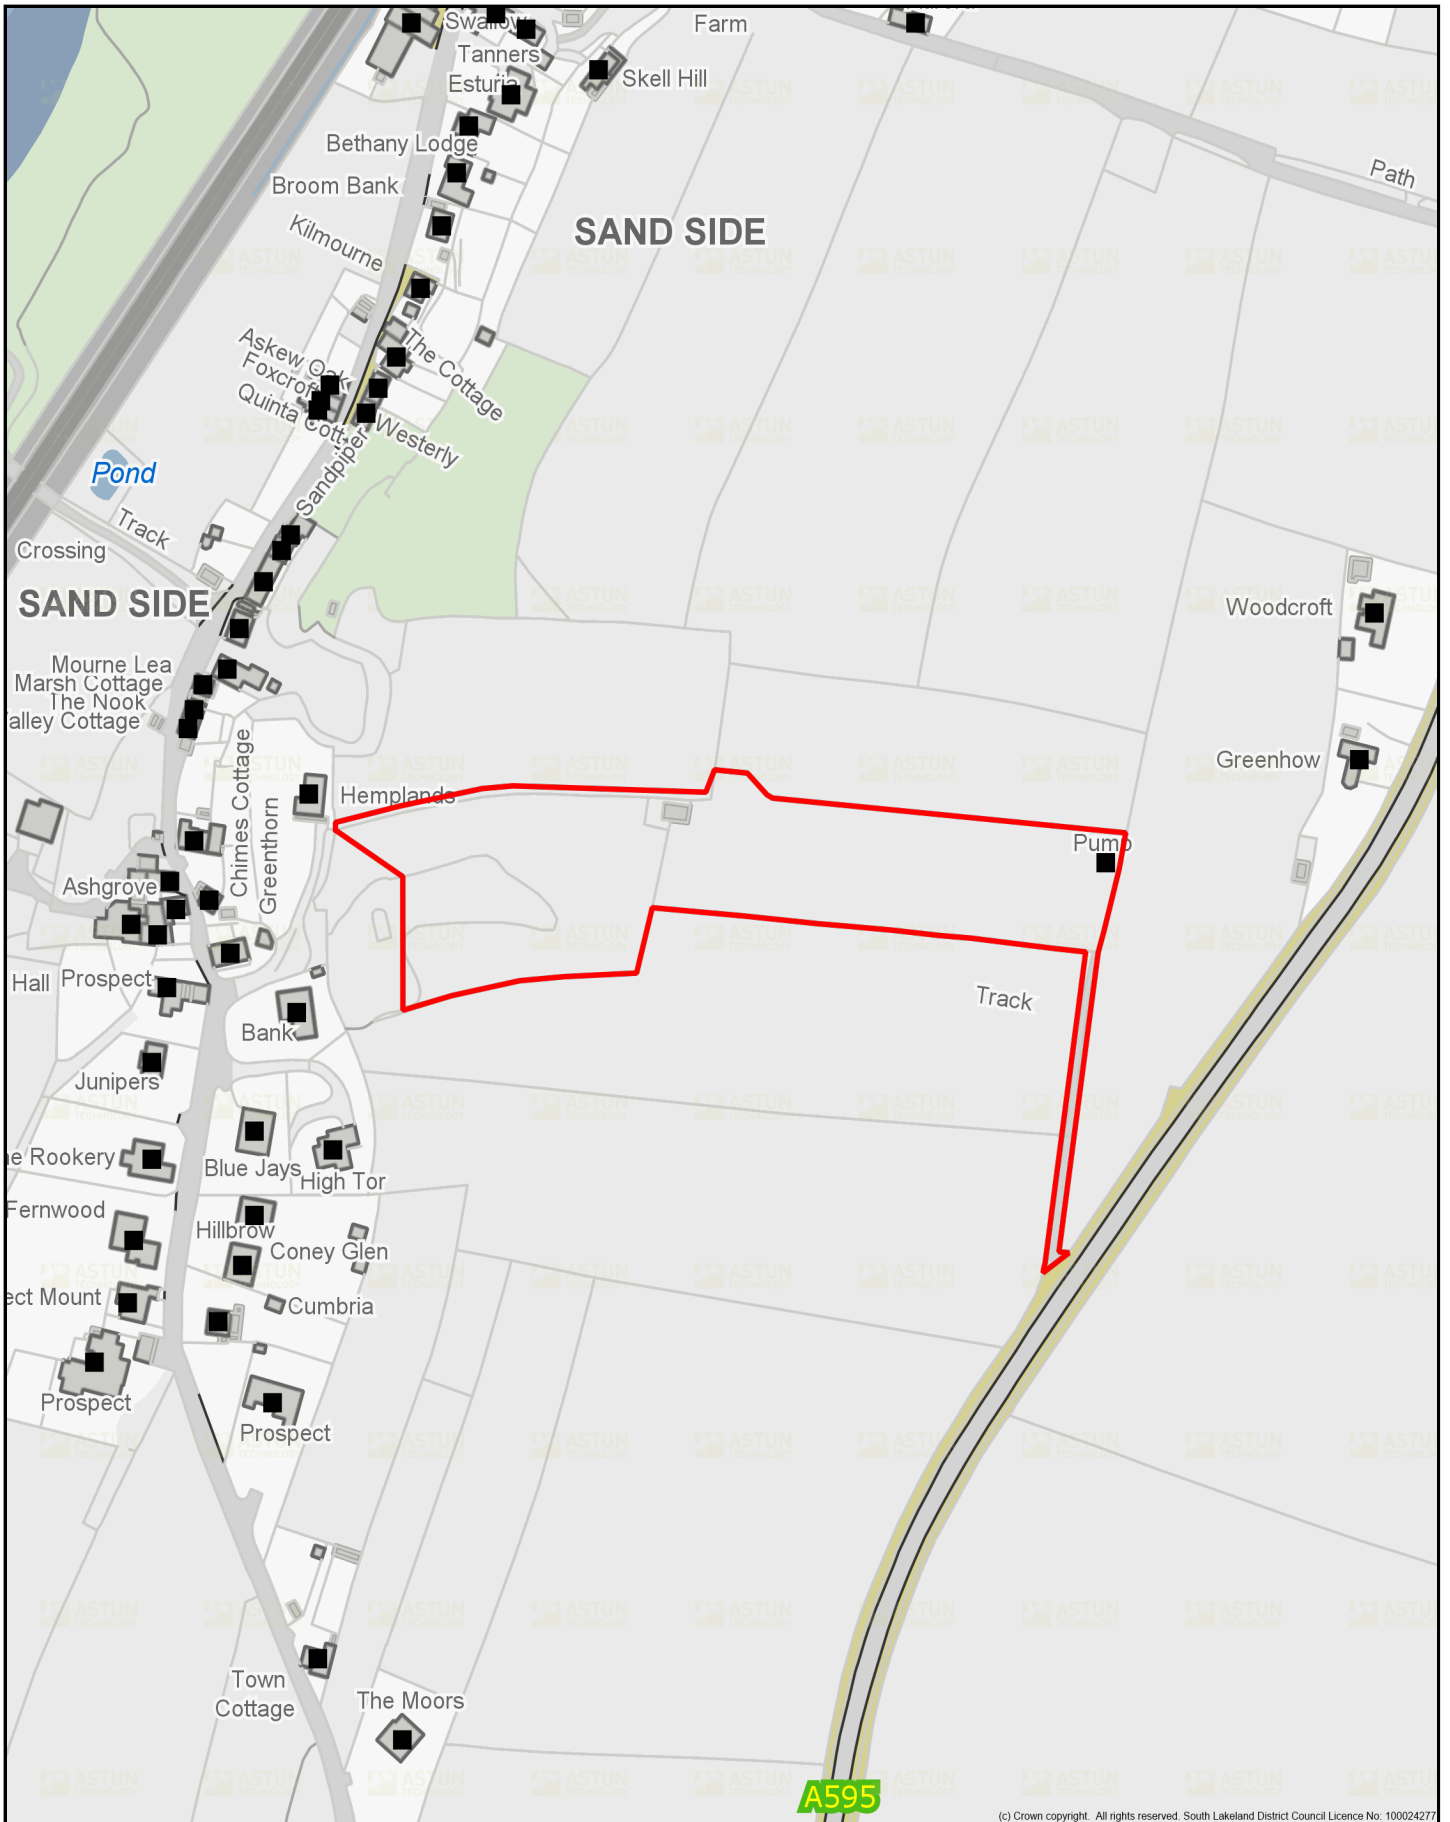 Swallow
Farm
Tanners
Esturia
Skell Hill
Bethany Lodge
Broom Bank
Path
Kilmourne
SAND SIDE
Askew Oak
Foxcroft
Quinta Cott
The Cottage
Westerly
Sandpiper
Pond
Track
Crossing
SAND SIDE
Woodcroft
Mourne Lea
Marsh Cottage
The Nook
alley Cottage
Greenhow
Chimes Cottage
Greenthorn
Hemplands
Pump
Ashgrove
Hall
Prospect
Track
Bank
Junipers
e Rookery
Blue Jays
High Tor
Fernwood
Hillbrow
Coney Glen
ect Mount
Cumbria
Prospect
Prospect
Town
Cottage
The Moors
A595
(c) Crown copyright. All rights reserved. South Lakeland District Council Licence No: 100024277
ASTUN
TECHNOLOGY